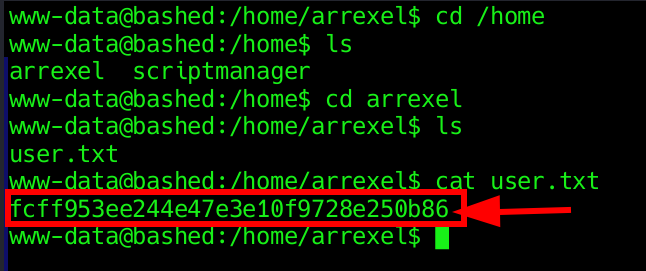 www-data@bashed:/home/arrexel$ cd /home
www-data@bashed:/home$ ls
arrexel  scriptmanager
www-data@bashed:/home$ cd arrexel
www-data@bashed:/home/arrexel$ ls
user.txt
www-data@bashed:/home/arrexel$ cat user.txt
fcff953ee244e47e3e10f9728e250b86
www-data@bashed:/home/arrexel$